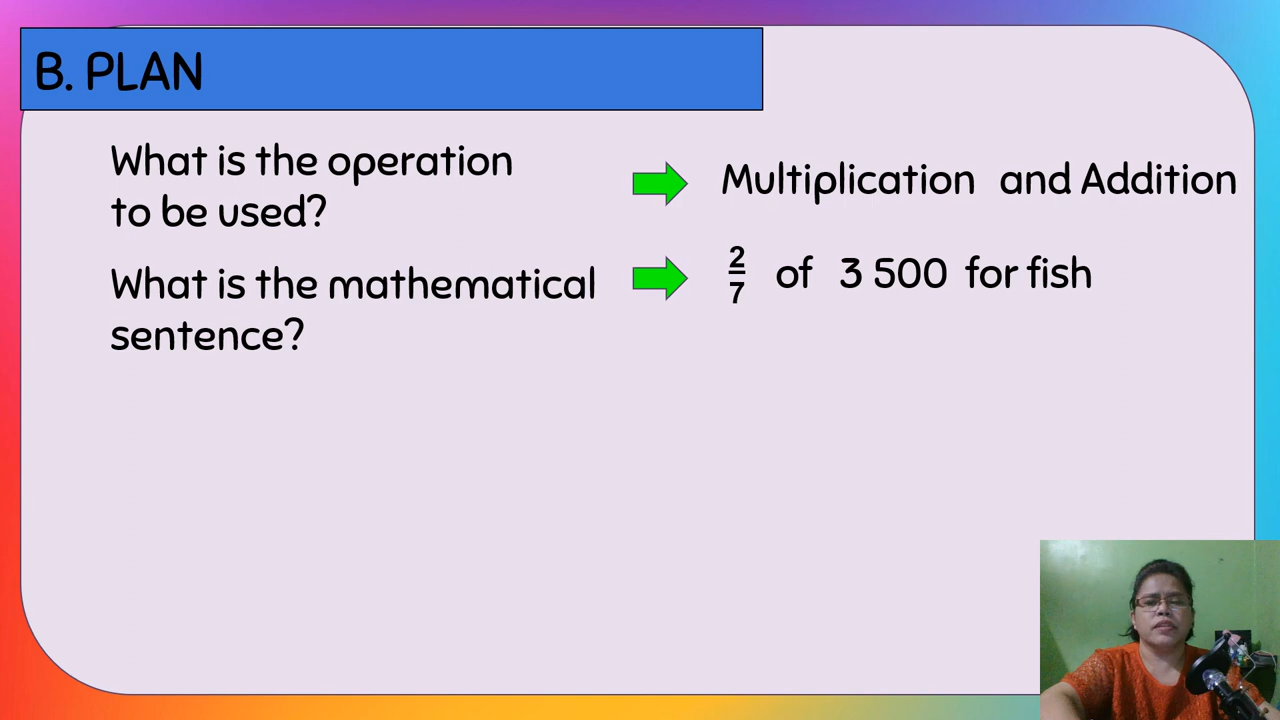 B. PLAN
What is the operation
to be used?
Multiplication and Addition
What is the mathematical
sentence?
2/7 of 3 500 for fish